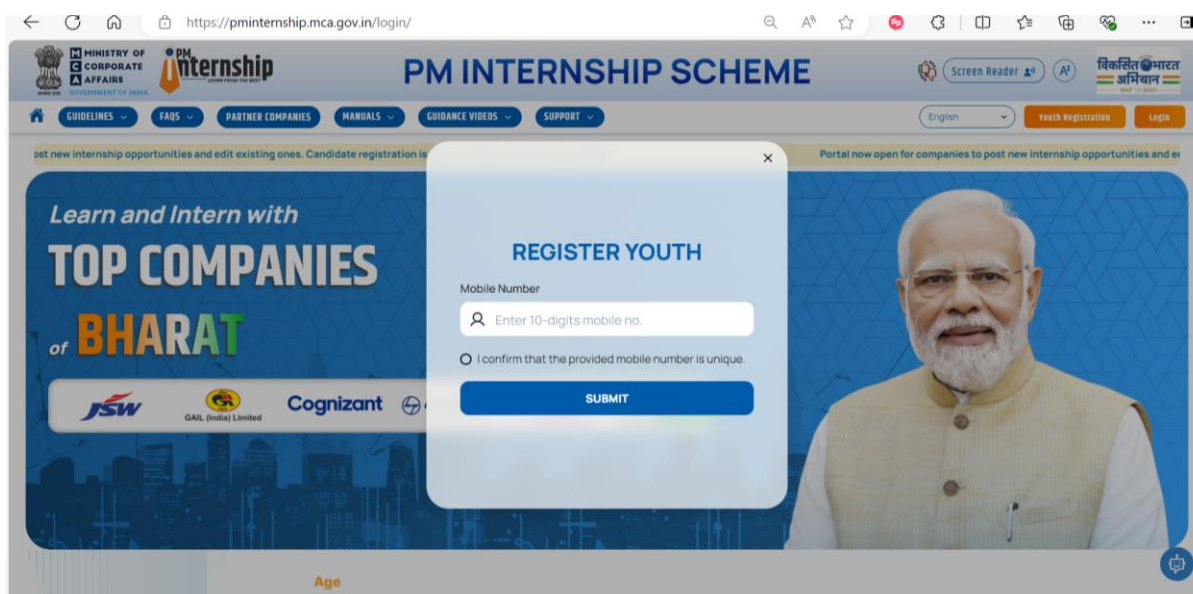 https://pminternship.mca.gov.in/login/
MINISTRY OF
CORPORATE
AFFAIRS
GOVERNMENT OF INDIA
PM
internship
LEARN FROM THE BEST
PM INTERNSHIP SCHEME
Screen Reader
विकसित भारत
अभियान
GUIDELINES
FAQS
PARTNER COMPANIES
MANUALS
GUIDANCE VIDEOS
SUPPORT
English
Youth Registration
Login
ost new internship opportunities and edit existing ones. Candidate registration is
Portal now open for companies to post new internship opportunities and e
Learn and Intern with
TOP COMPANIES
of BHARAT
JSW
GAIL (India) Limited
Cognizant
REGISTER YOUTH
Mobile Number
Enter 10-digits mobile no.
I confirm that the provided mobile number is unique.
SUBMIT
Age